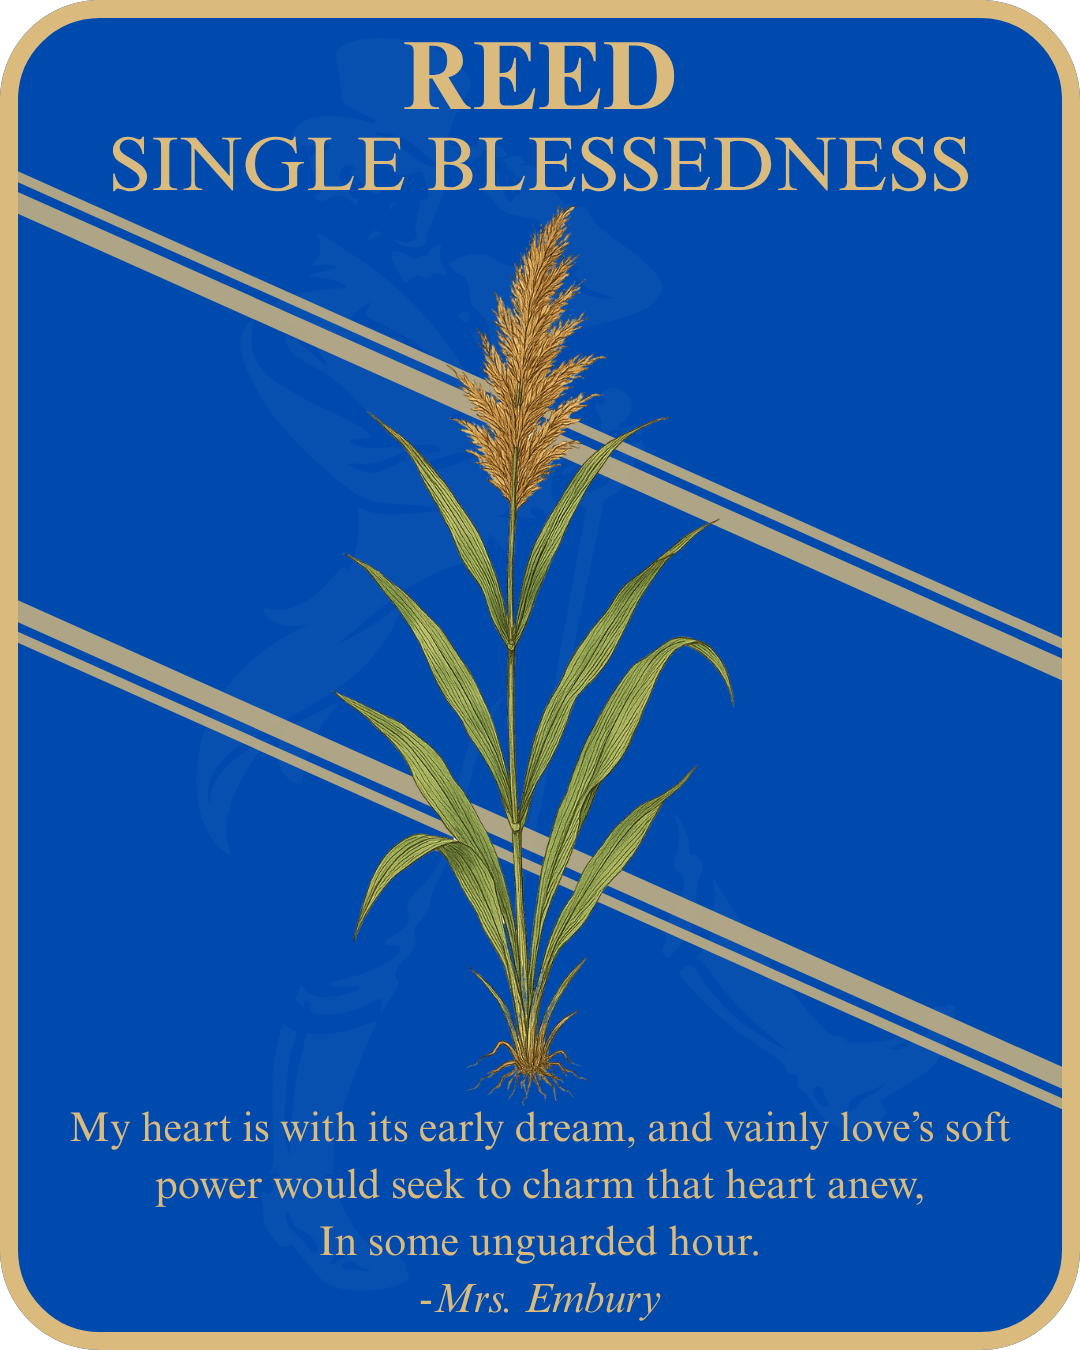 REED
SINGLE BLESSEDNESS
My heart is with its early dream, and vainly love’s soft
power would seek to charm that heart anew,
In some unguarded hour.
-Mrs. Embury